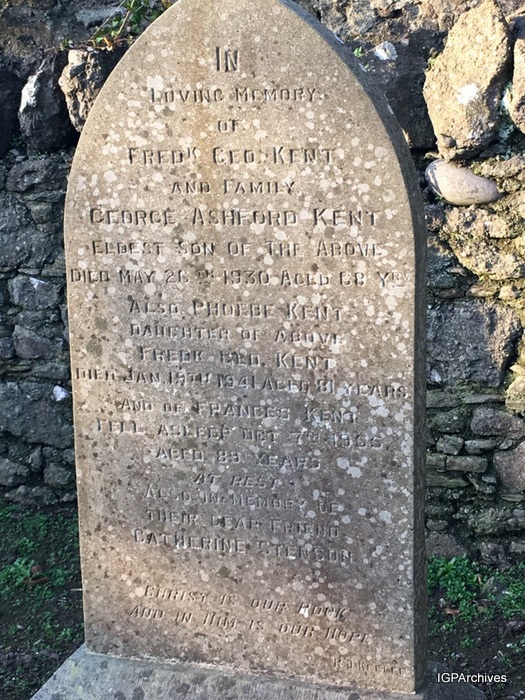 IN
LOVING MEMORY
OF
FREDK GEO. KENT
AND FAMILY
GEORGE ASHFORD KENT
ELDEST SON OF THE ABOVE
DIED MAY 26TH 1930 AGED 68 YRS
ALSO PHOEBE KENT
DAUGHTER OF ABOVE
FREDK GEO. KENT
DIED JAN 19TH 1941 AGED 81 YEARS
AND OF FRANCES KENT
FELL ASLEEP OCT 7TH
AGED 89 YEARS
AT REST
ALSO IN MEMORY OF
THEIR DEAR FRIEND
CATHERINE STENSON
CHRIST IS OUR ROCK
AND IN HIM IS OUR HOPE
IGPArchives